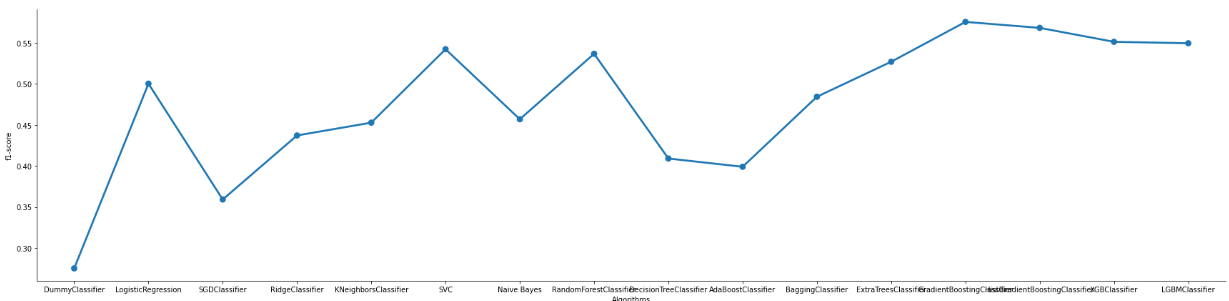 0.55
0.50
0.45
0.40
0.35
0.30
f1-score
DummyClassifier LogisticRegression SGDClassifier RidgeClassifier KNeighborsClassifier SVC Naive Bayes RandomForestClassifier DecisionTreeClassifier AdaBoostClassifier BaggingClassifier ExtraTreesClassifier GradientBoostingClassifier XGBClassifier LGBMClassifier
Algorithms